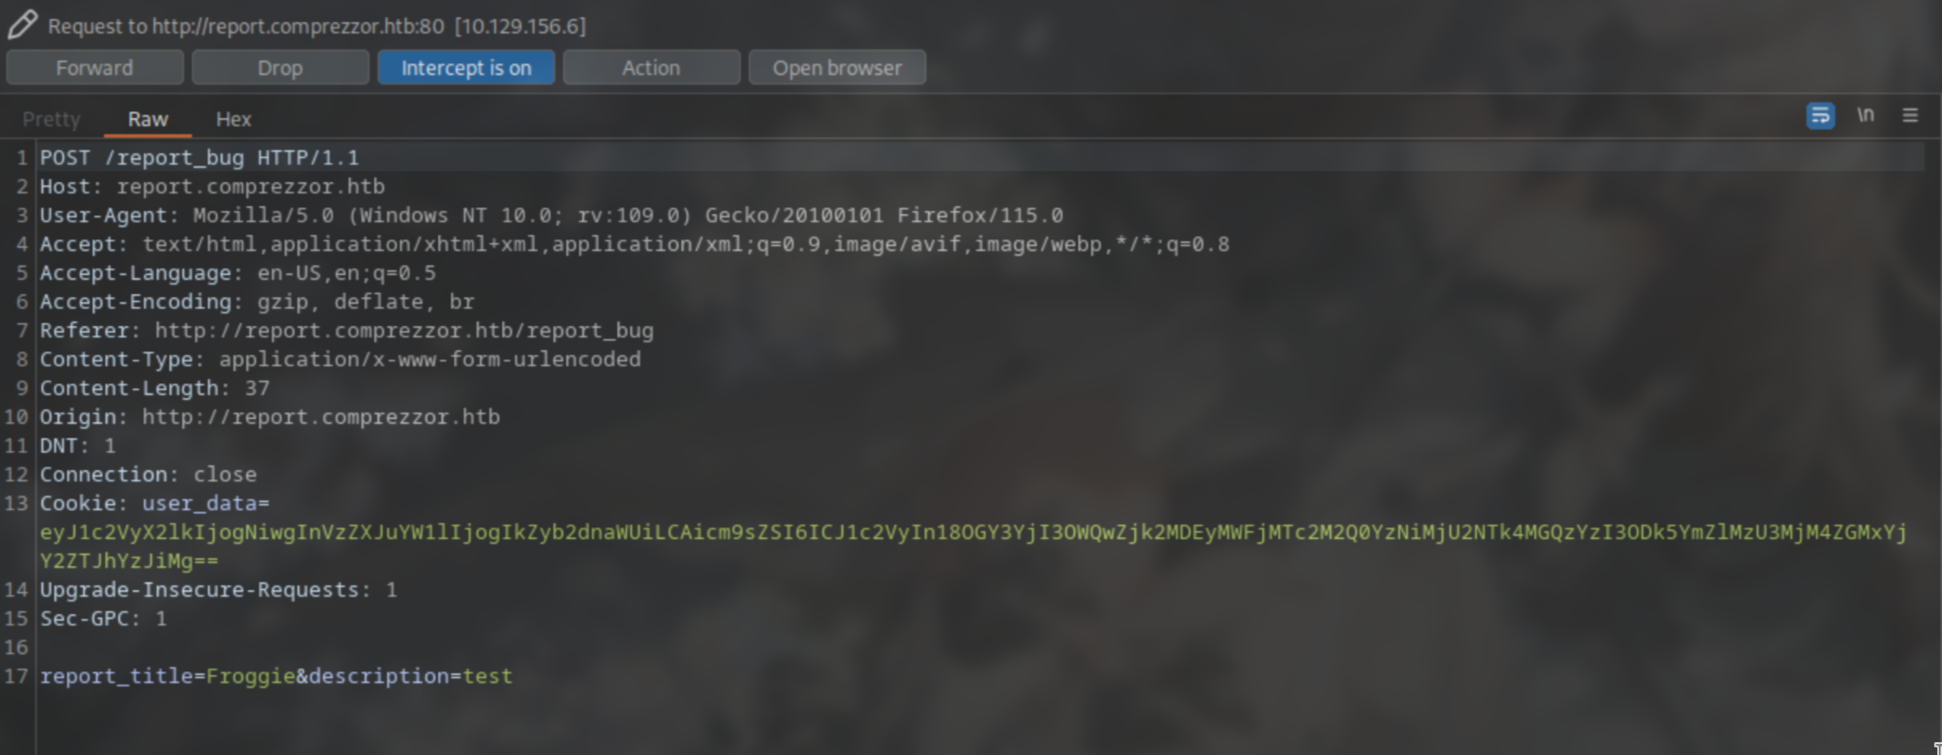 Request to http://report.comprezzor.htb:80 [10.129.156.6]
Forward Drop Intercept is on Action Open browser
Pretty Raw Hex \n
1 POST /report_bug HTTP/1.1
2 Host: report.comprezzor.htb
3 User-Agent: Mozilla/5.0 (Windows NT 10.0; rv:109.0) Gecko/20100101 Firefox/115.0
4 Accept: text/html,application/xhtml+xml,application/xml;q=0.9,image/avif,image/webp,*/*;q=0.8
5 Accept-Language: en-US,en;q=0.5
6 Accept-Encoding: gzip, deflate, br
7 Referer: http://report.comprezzor.htb/report_bug
8 Content-Type: application/x-www-form-urlencoded
9 Content-Length: 37
10 Origin: http://report.comprezzor.htb
11 DNT: 1
12 Connection: close
13 Cookie: user_data=
eyJ1c2VyX2lkIjogNiwgInVzZXJuYW1lIjogIkZyb2dnaWUiLCAicm9sZSI6ICJ1c2VyIn18OGY3YjI3OWQwZjk2MDEyMWFjMTc2M2Q0YzNiMjU2NTk4MGQzYzI3ODk5YmZlMzU3MjM4ZGMxYj
Y2ZTJhYzJiMg==
14 Upgrade-Insecure-Requests: 1
15 Sec-GPC: 1
16
17 report_title=Froggie&description=test